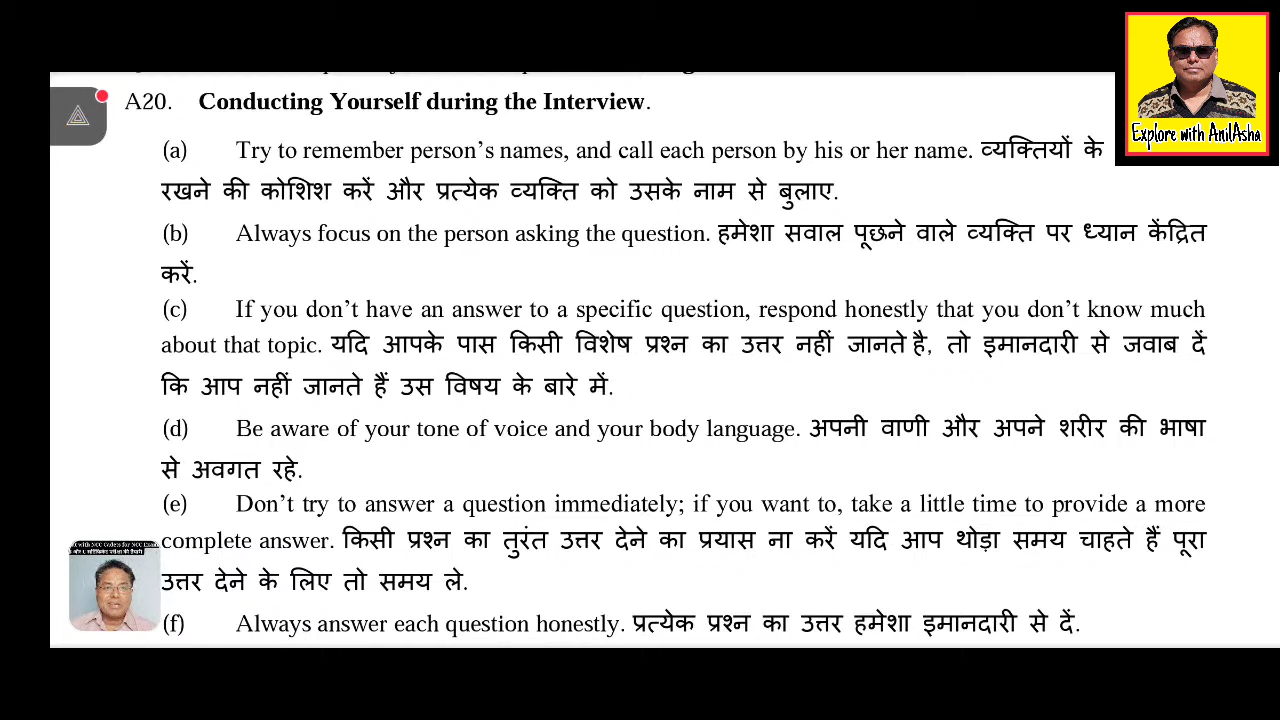 A20. Conducting Yourself during the Interview.
Explore with AnilAsha
(a) Try to remember person's names, and call each person by his or her name. व्यक्तियों के
रखने की कोशिश करें और प्रत्येक व्यक्ति को उसके नाम से बुलाए.
(b) Always focus on the person asking the question. हमेशा सवाल पूछने वाले व्यक्ति पर ध्यान केंद्रित
करें.
(c) If you don't have an answer to a specific question, respond honestly that you don't know much
about that topic. यदि आपके पास किसी विशेष प्रश्न का उत्तर नहीं जानते है, तो इमानदारी से जवाब दें
कि आप नहीं जानते हैं उस विषय के बारे में.
(d) Be aware of your tone of voice and your body language. अपनी वाणी और अपने शरीर की भाषा
से अवगत रहे.
(e) Don't try to answer a question immediately; if you want to, take a little time to provide a more
complete answer. किसी प्रश्न का तुरंत उत्तर देने का प्रयास ना करें यदि आप थोड़ा समय चाहते हैं पूरा
उत्तर देने के लिए तो समय ले.
(f) Always answer each question honestly. प्रत्येक प्रश्न का उत्तर हमेशा इमानदारी से दें.
with NCC Cadets for NCC